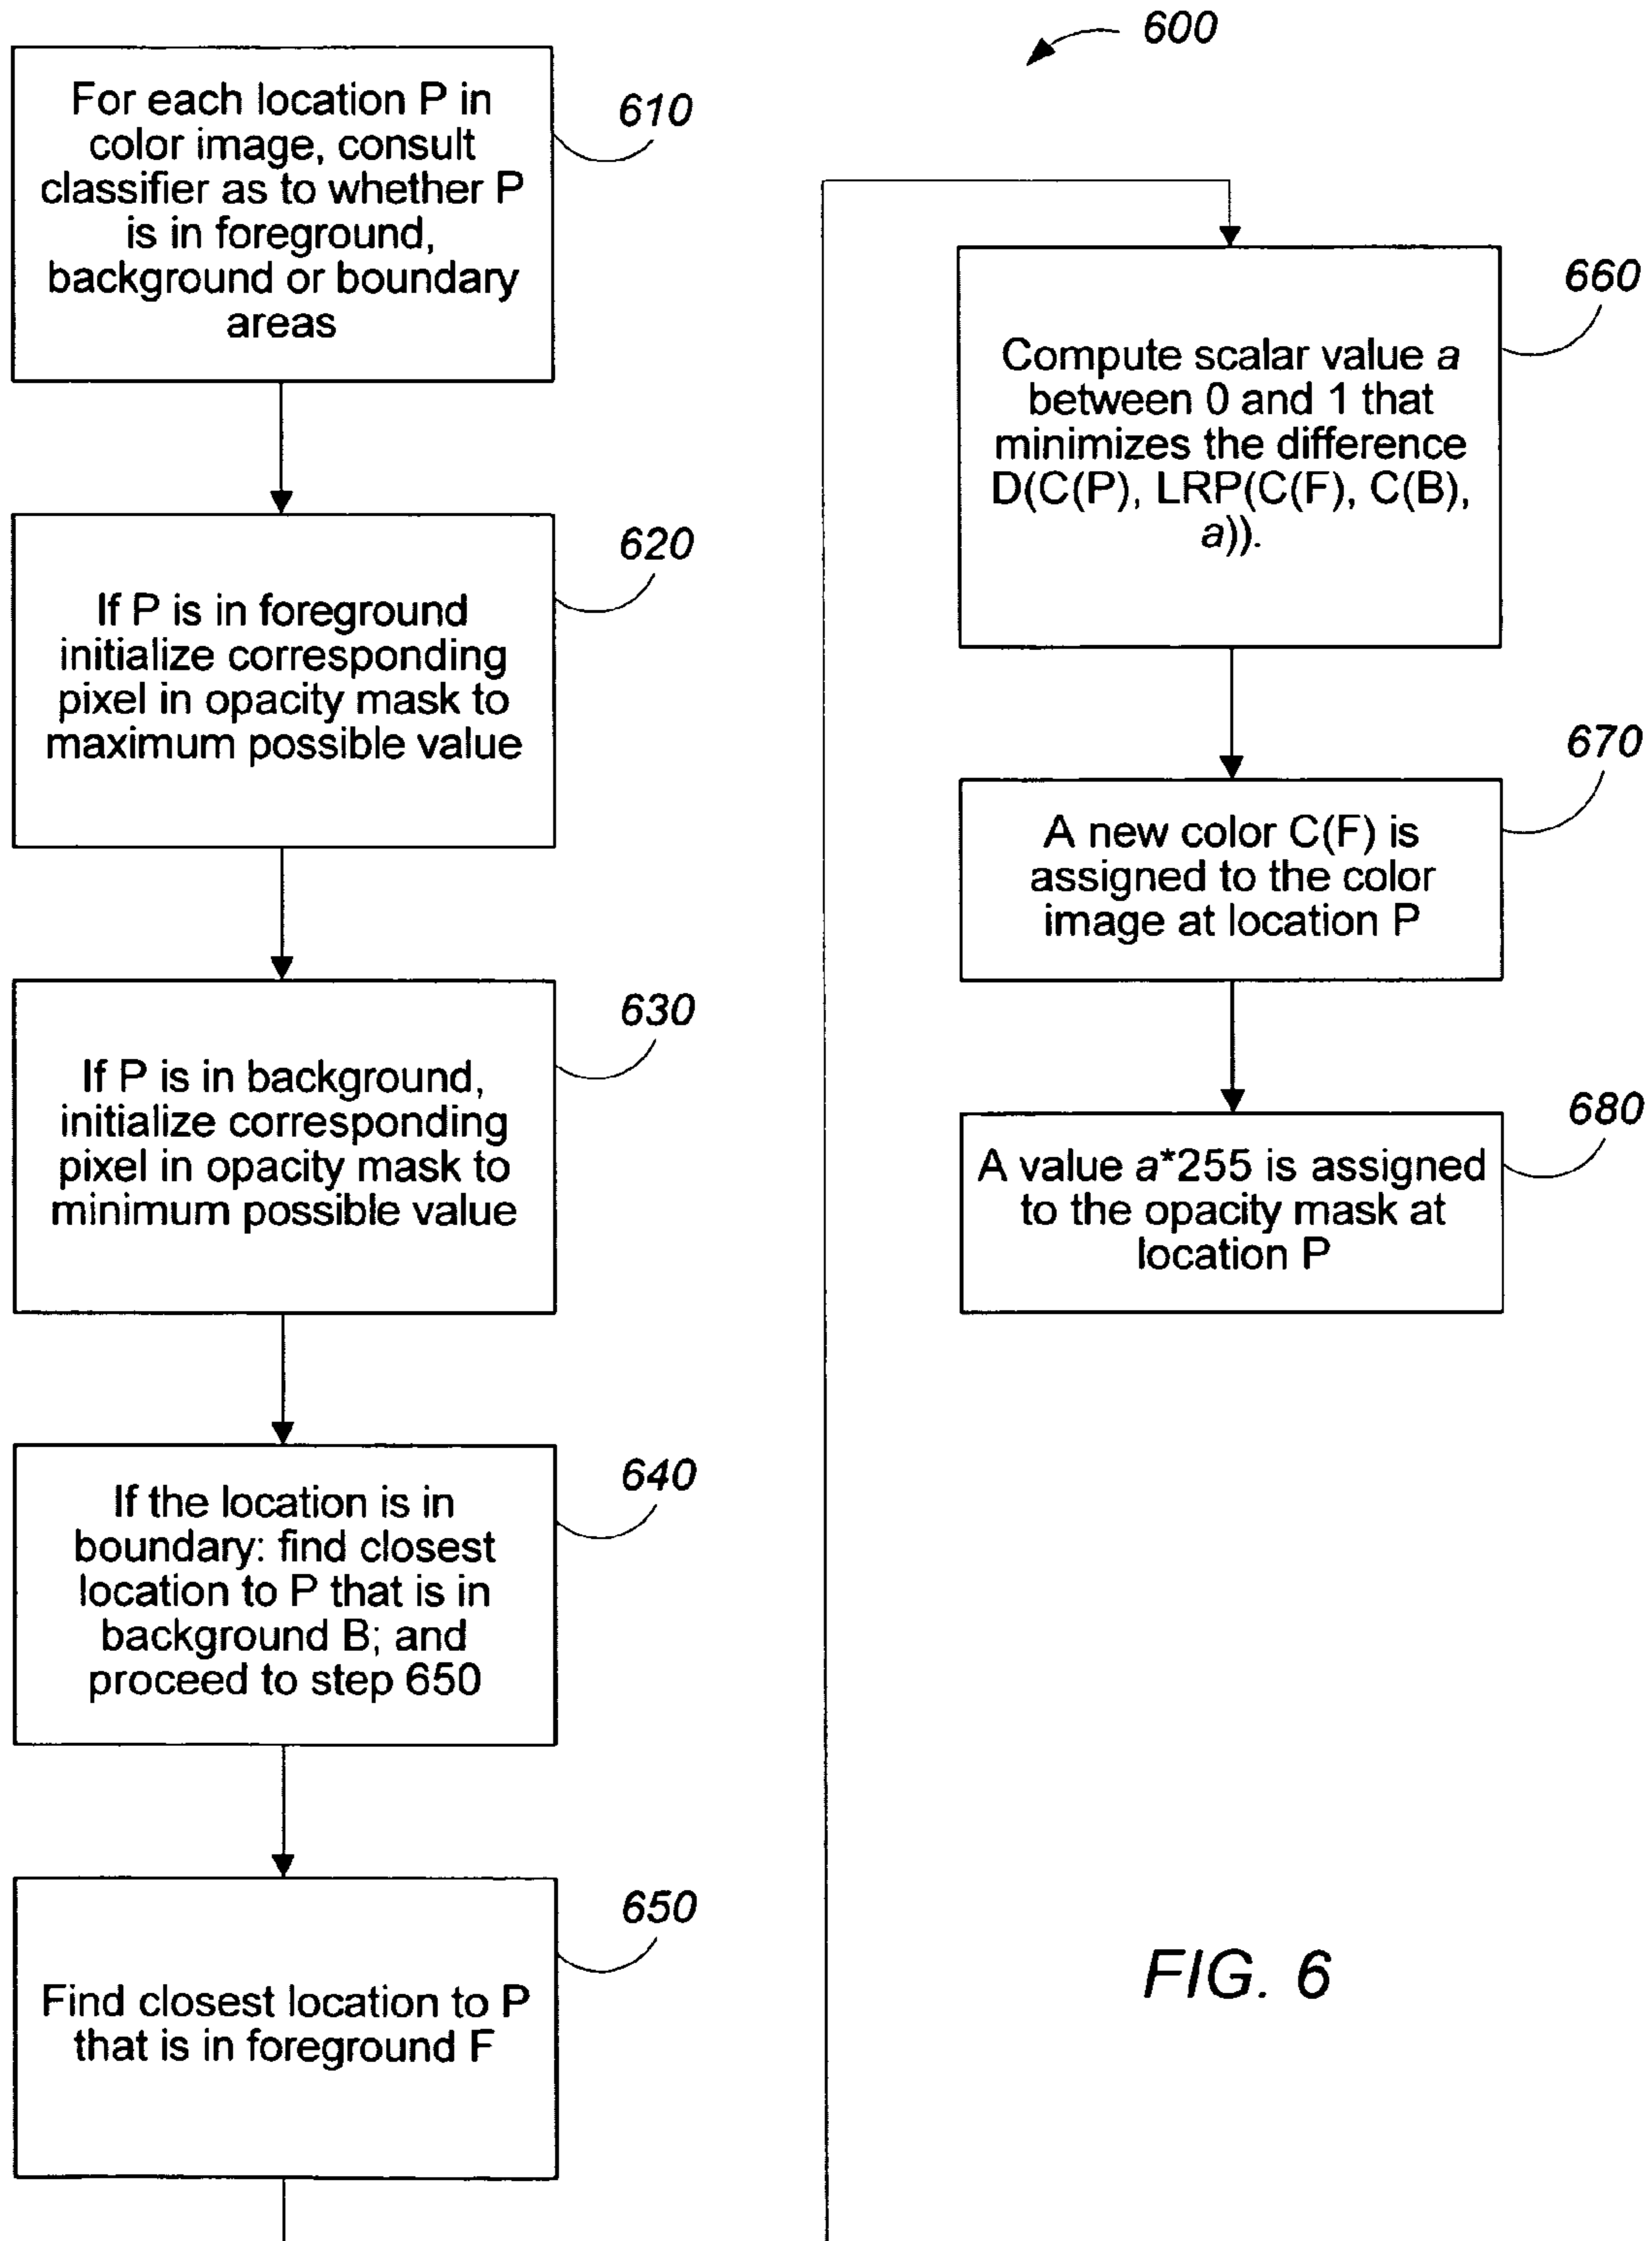 600
For each location P in
color image, consult
classifier as to whether P
is in foreground,
background or boundary
areas
610
If P is in foreground
initialize corresponding
pixel in opacity mask to
maximum possible value
620
If P is in background,
initialize corresponding
pixel in opacity mask to
minimum possible value
630
If the location is in
boundary: find closest
location to P that is in
background B; and
proceed to step 650
640
Find closest location to P
that is in foreground F
650
Compute scalar value a
between 0 and 1 that
minimizes the difference
D(C(P), LRP(C(F), C(B),
a)).
660
A new color C(F) is
assigned to the color
image at location P
670
A value a*255 is assigned
to the opacity mask at
location P
680
FIG. 6